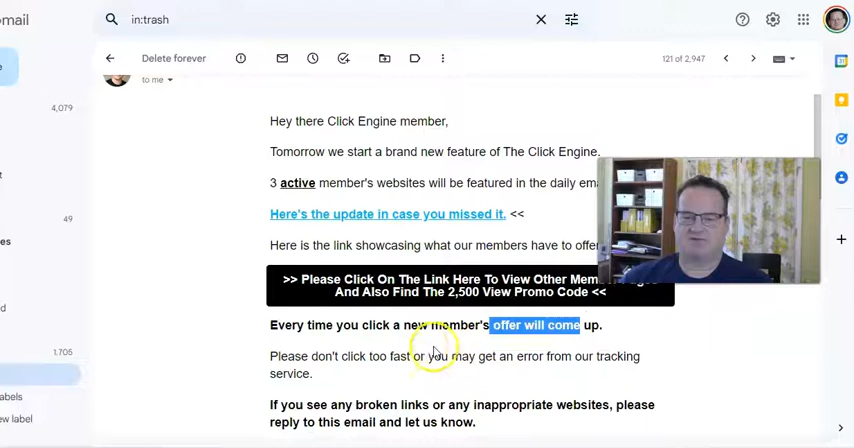 mail
in:trash
Delete forever
121 of 2,947
to me
4,079
Hey there Click Engine member,
Tomorrow we start a brand new feature of The Click Engine.
3 active member's websites will be featured in the daily
49
Here's the update in case you missed it. <<
Here is the link showcasing what our members have to
>> Please Click On The Link Here To View Other
And Also Find The 2,500 View Promo Code <<
Every time you click a new member's offer will come up.
1.705
Please don't click too fast or you may get an error from our tracking
service.
If you see any broken links or any inappropriate websites, please
reply to this email and let us know.
abels
ew label